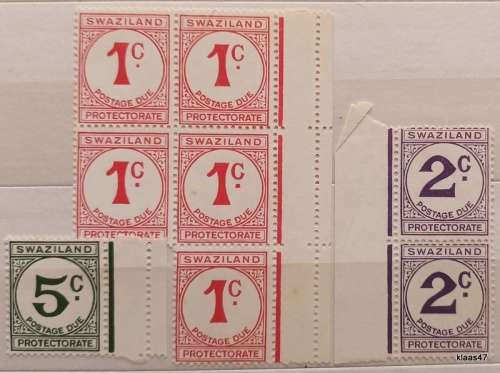 SWAZILAND
1c.
POSTAGE DUE
PROTECTORATE
SWAZILAND
1c.
POSTAGE DUE
PROTECTORATE
SWAZILAND
1c.
POSTAGE DUE
PROTECTORATE
SWAZILAND
1c.
POSTAGE DUE
PROTECTORATE
SWAZILAND
2c.
POSTAGE DUE
PROTECTORATE
SWAZILAND
5c.
POSTAGE DUE
PROTECTORATE
SWAZILAND
1c.
POSTAGE DUE
PROTECTORATE
SWAZILAND
2c.
POSTAGE DUE
PROTECTORATE
klaas47